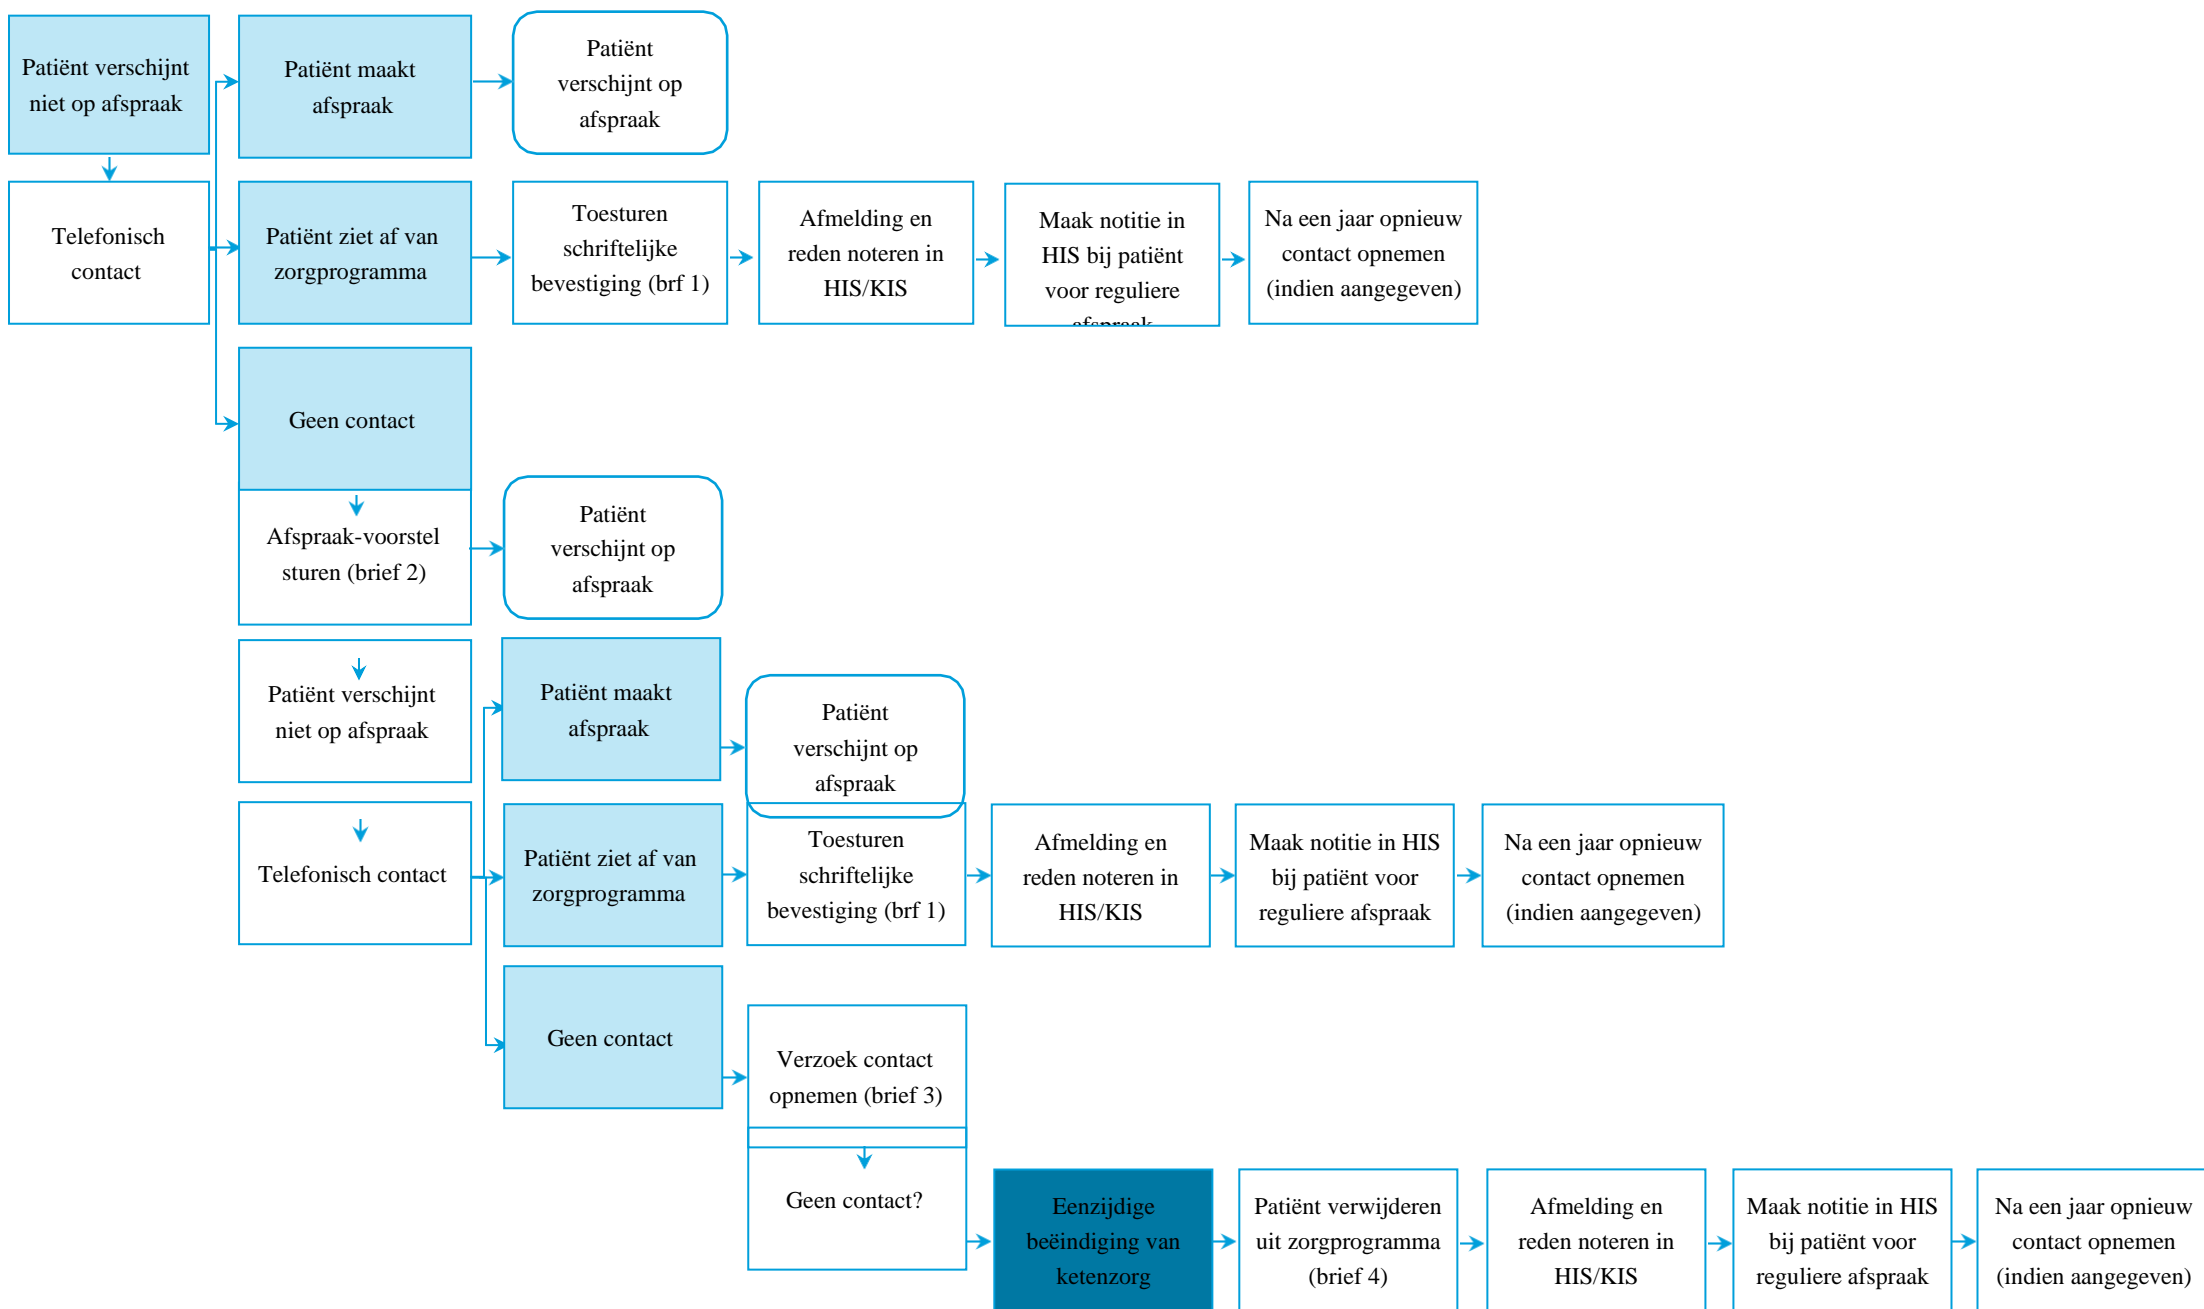 Patiënt verschijnt
niet op afspraak
Patiënt maakt
afspraak
Patiënt
verschijnt op
afspraak
Telefonisch
contact
Patiënt ziet af van
zorgprogramma
Toesturen
schriftelijke
bevestiging (brf 1)
Afmelding en
reden noteren in
HIS/KIS
Maak notitie in
HIS bij patiënt
voor reguliere
afspraak
Na een jaar opnieuw
contact opnemen
(indien aangegeven)
Geen contact
Afspraak-voorstel
sturen (brief 2)
Patiënt
verschijnt op
afspraak
Patiënt verschijnt
niet op afspraak
Patiënt maakt
afspraak
Patiënt
verschijnt op
afspraak
Telefonisch contact
Patiënt ziet af van
zorgprogramma
Toesturen
schriftelijke
bevestiging (brf 1)
Afmelding en
reden noteren in
HIS/KIS
Maak notitie in HIS
bij patiënt voor
reguliere afspraak
Na een jaar opnieuw
contact opnemen
(indien aangegeven)
Geen contact
Verzoek contact
opnemen (brief 3)
Geen contact?
Eenzijdige
beëindiging van
ketenzorg
Patiënt verwijderen
uit zorgprogramma
(brief 4)
Afmelding en
reden noteren in
HIS/KIS
Maak notitie in HIS
bij patiënt voor
reguliere afspraak
Na een jaar opnieuw
contact opnemen
(indien aangegeven)